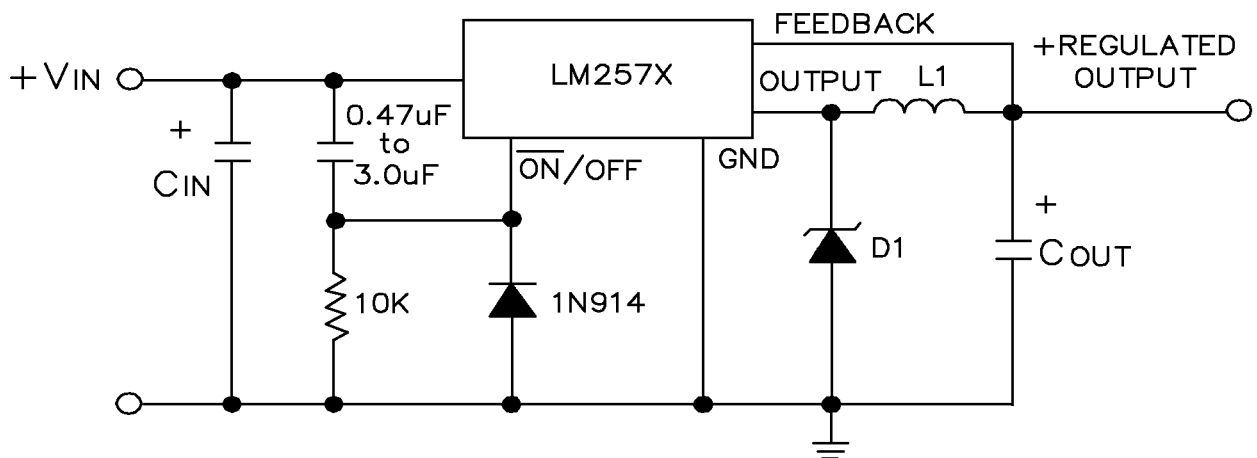 FEEDBACK
+REGULATED
OUTPUT
+VIN
LM257X
OUTPUT
L1
0.47uF
to
3.0uF
+
CIN
ON/OFF
GND
+
COUT
D1
10K
1N914